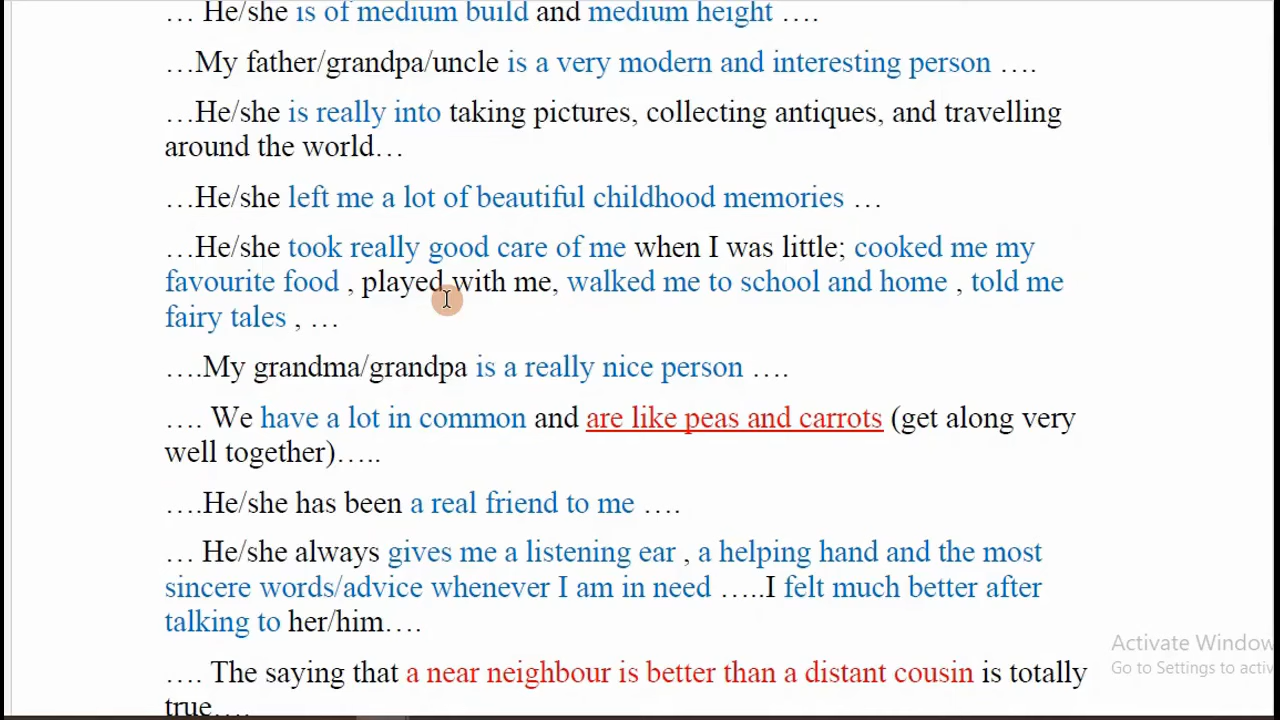 … He/she is of medium build and medium height ….
…My father/grandpa/uncle is a very modern and interesting person ….
…He/she is really into taking pictures, collecting antiques, and travelling
around the world…
…He/she left me a lot of beautiful childhood memories …
…He/she took really good care of me when I was little; cooked me my
favourite food , played with me, walked me to school and home , told me
fairy tales , …
….My grandma/grandpa is a really nice person ….
…. We have a lot in common and are like peas and carrots (get along very
well together)…..
….He/she has been a real friend to me ….
… He/she always gives me a listening ear , a helping hand and the most
sincere words/advice whenever I am in need …..I felt much better after
talking to her/him….
Activate Window
Go to Settings to activ
…. The saying that a near neighbour is better than a distant cousin is totally
true….